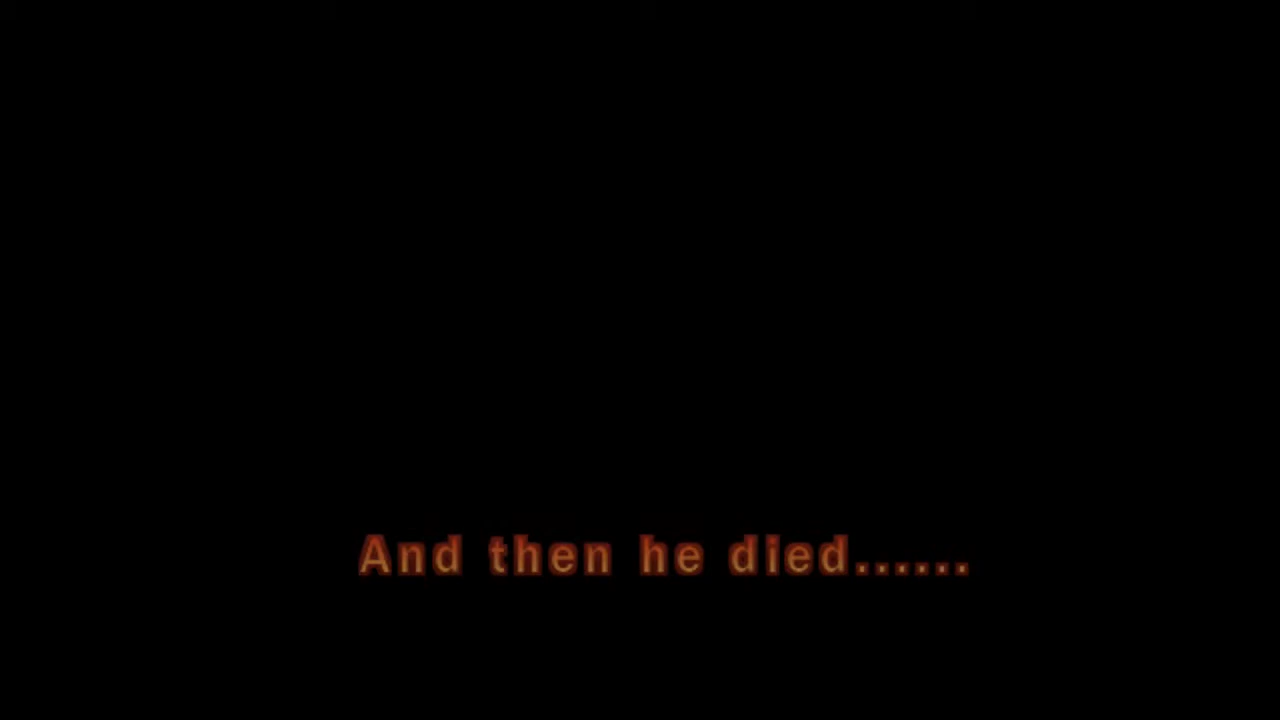 And then he died......